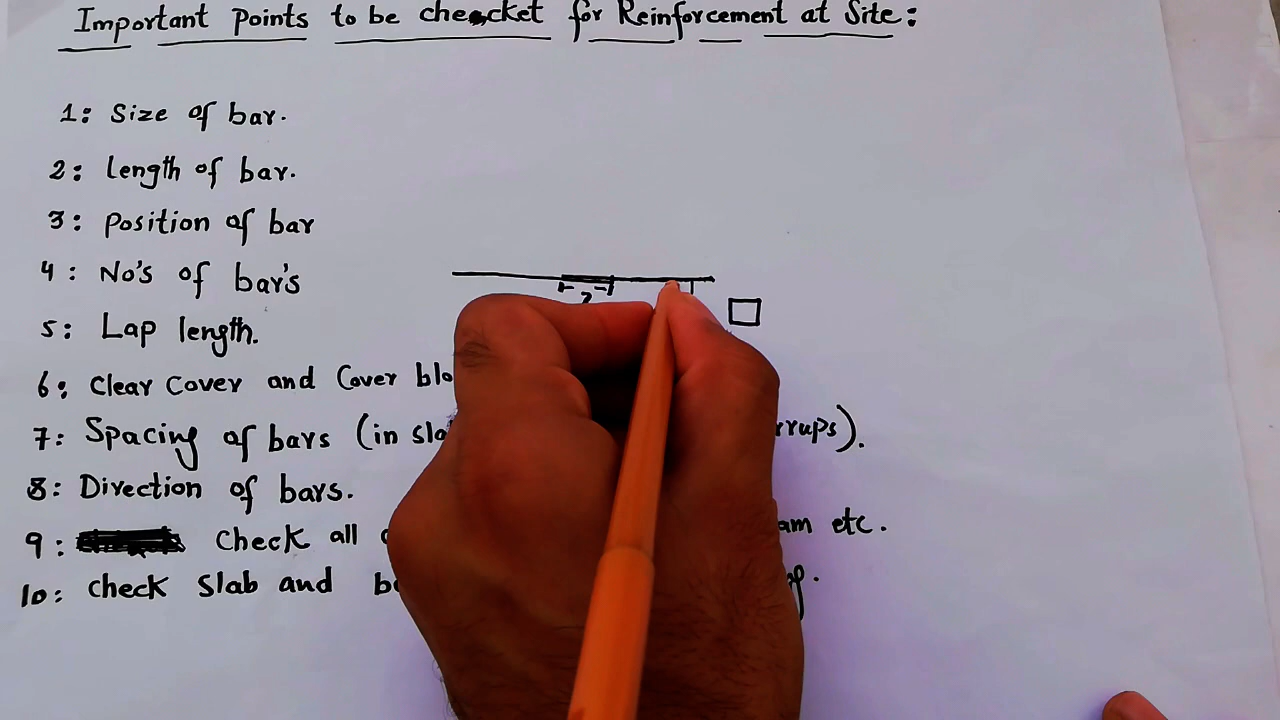 Important Points to be checket for Reinforcement at Site:
1: Size of bar.
2: Length of bar.
3: Position of bar
4: No's of bar's
5: Lap length.
6: Clear Cover and Cover blo
7: Spacing of bars (in sla rrups).
8: Direction of bars.
9: Check all am etc.
10: check Slab and